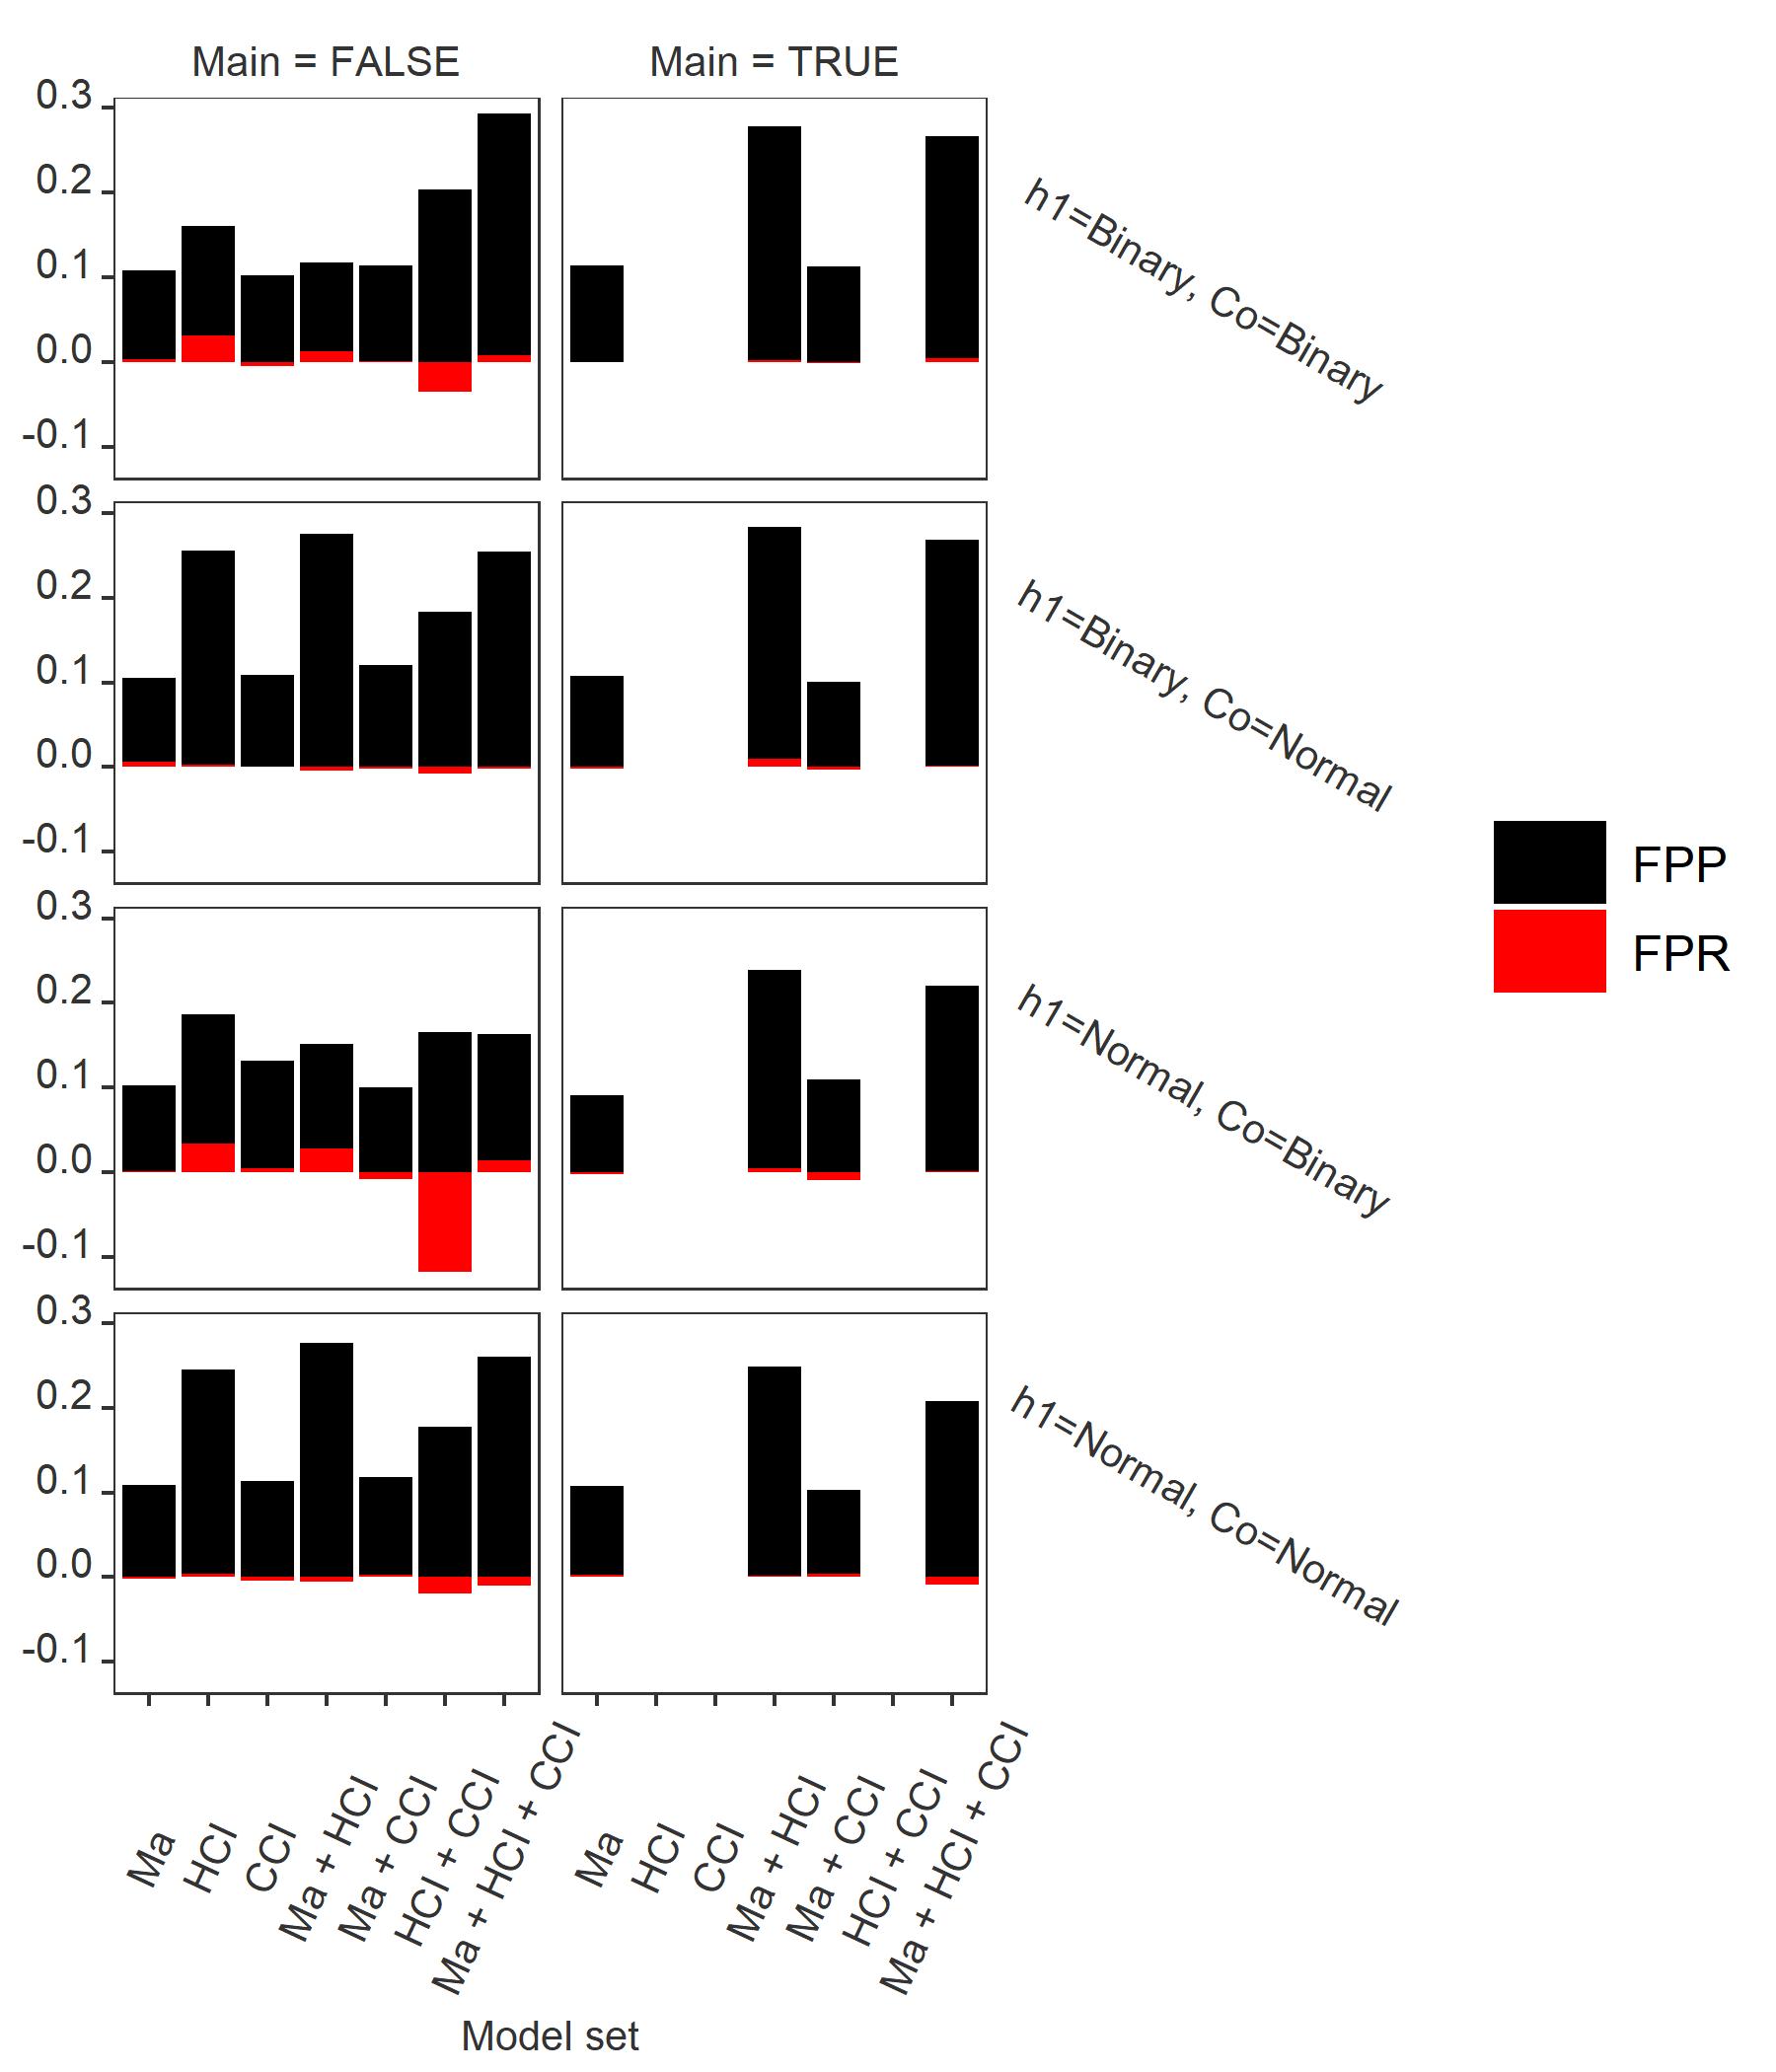 Main = FALSE
Main = TRUE
0.3
0.2
0.1
0.0
-0.1
h1=Binary, Co=Binary
0.3
0.2
0.1
0.0
-0.1
h1=Binary, Co=Normal
0.3
0.2
0.1
0.0
-0.1
h1=Normal, Co=Binary
0.3
0.2
0.1
0.0
-0.1
h1=Normal, Co=Normal
FPP
FPR
Ma
HCI
CCI
Ma + HCI
Ma + CCI
HCI + CCI
Ma + HCI + CCI
Ma
HCI
CCI
Ma + HCI
Ma + CCI
HCI + CCI
Ma + HCI + CCI
Model set